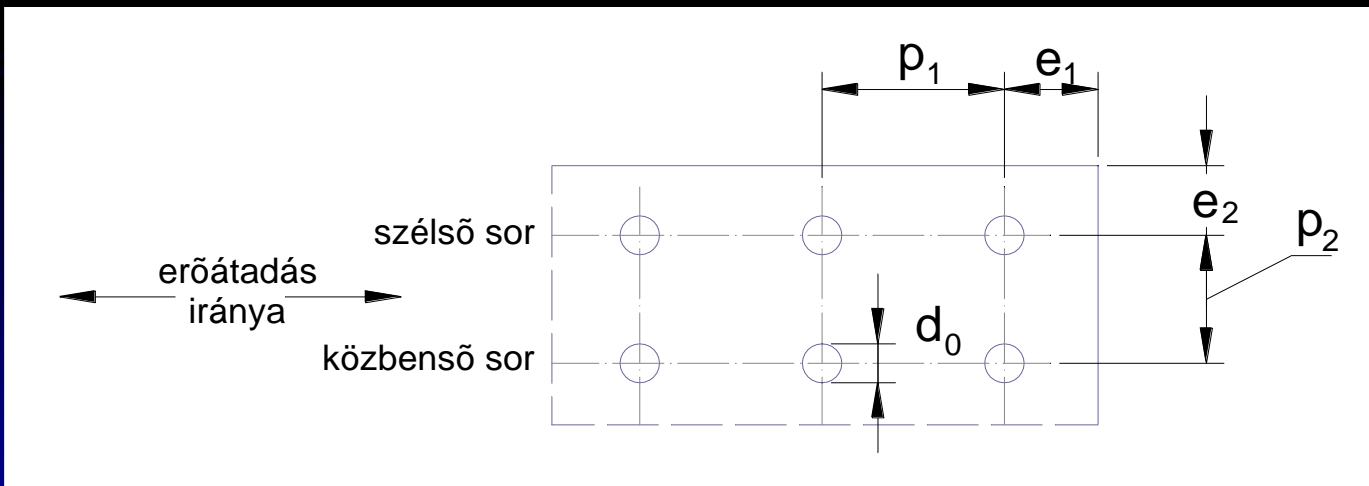 p₁
e₁
e₂
p₂
szélsõ sor
erõátadás
iránya
d₀
közbensõ sor